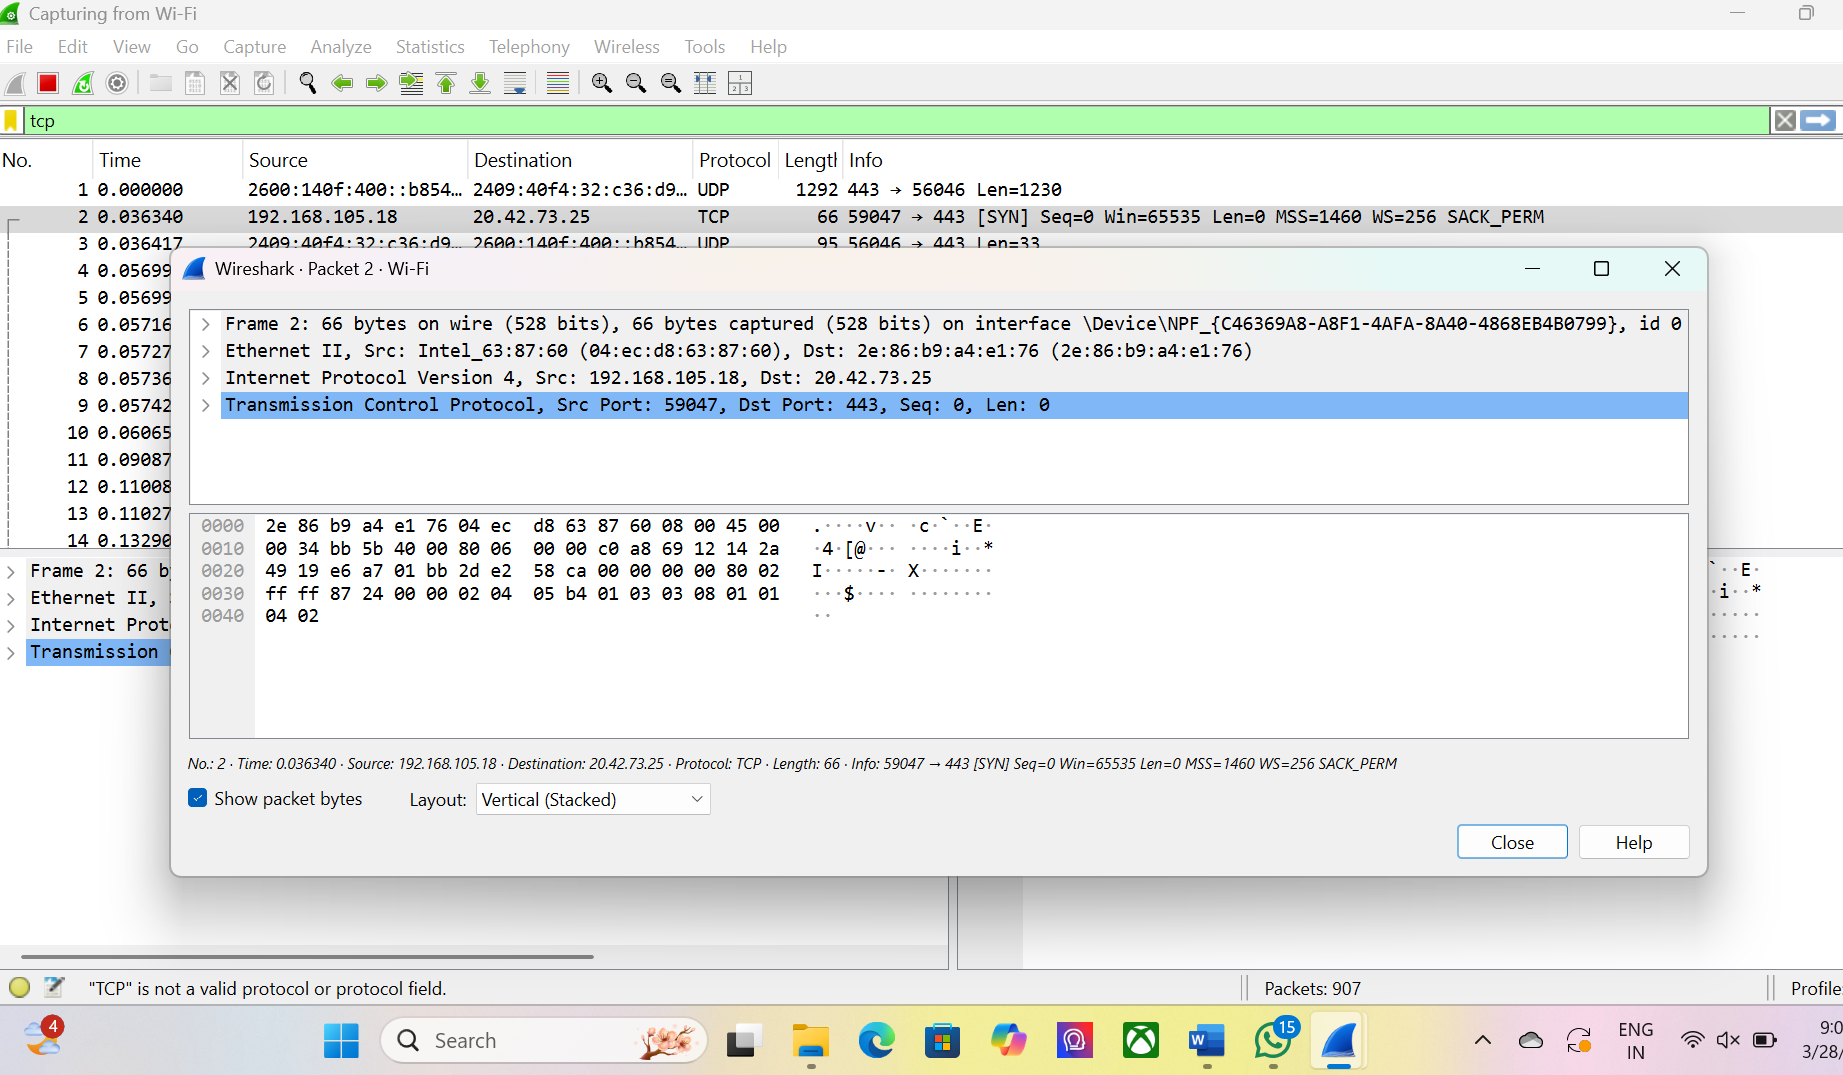 Capturing from Wi-Fi
File Edit View Go Capture Analyze Statistics Telephony Wireless Tools Help
tcp
No. Time Source Destination Protocol Length Info
1 0.000000 2600:140f:400::b854… 2409:40f4:32:c36:d9… UDP 1292 443 → 56046 Len=1230
2 0.036340 192.168.105.18 20.42.73.25 TCP 66 59047 → 443 [SYN] Seq=0 Win=65535 Len=0 MSS=1460 WS=256 SACK_PERM
3 0.036417 2409:40f4:32:c36:d9… 2600:140f:400::b854… UDP 95 56046 → 443 Len=33
4 0.05699
5 0.05699
6 0.05716
7 0.05727
8 0.05736
9 0.05742
10 0.06065
11 0.09087
12 0.11008
13 0.11027
14 0.13290
Frame 2: 66 b
Ethernet II,
Internet Prot
Transmission
Wireshark · Packet 2 · Wi-Fi
Frame 2: 66 bytes on wire (528 bits), 66 bytes captured (528 bits) on interface \Device\NPF_{C46369A8-A8F1-4AFA-8A40-4868EB4B0799}, id 0
Ethernet II, Src: Intel_63:87:60 (04:ec:d8:63:87:60), Dst: 2e:86:b9:a4:e1:76 (2e:86:b9:a4:e1:76)
Internet Protocol Version 4, Src: 192.168.105.18, Dst: 20.42.73.25
Transmission Control Protocol, Src Port: 59047, Dst Port: 443, Seq: 0, Len: 0
0000 2e 86 b9 a4 e1 76 04 ec d8 63 87 60 08 00 45 00 .····v·· ·c·`··E·
0010 00 34 bb 5b 40 00 80 06 00 00 c0 a8 69 12 14 2a ·4·[@··· ····i··*
0020 49 19 e6 a7 01 bb 2d e2 58 ca 00 00 00 00 80 02 I·····-· X·······
0030 ff ff 87 24 00 00 02 04 05 b4 01 03 03 08 01 01 ···$···· ········
0040 04 02 ··
No.: 2 · Time: 0.036340 · Source: 192.168.105.18 · Destination: 20.42.73.25 · Protocol: TCP · Length: 66 · Info: 59047 → 443 [SYN] Seq=0 Win=65535 Len=0 MSS=1460 WS=256 SACK_PERM
Show packet bytes Layout: Vertical (Stacked)
Close Help
`··E·
·i··*
·····
·····
"TCP" is not a valid protocol or protocol field. Packets: 907 Profile:
4 Search 15 ENG
IN
9:0
3/28/